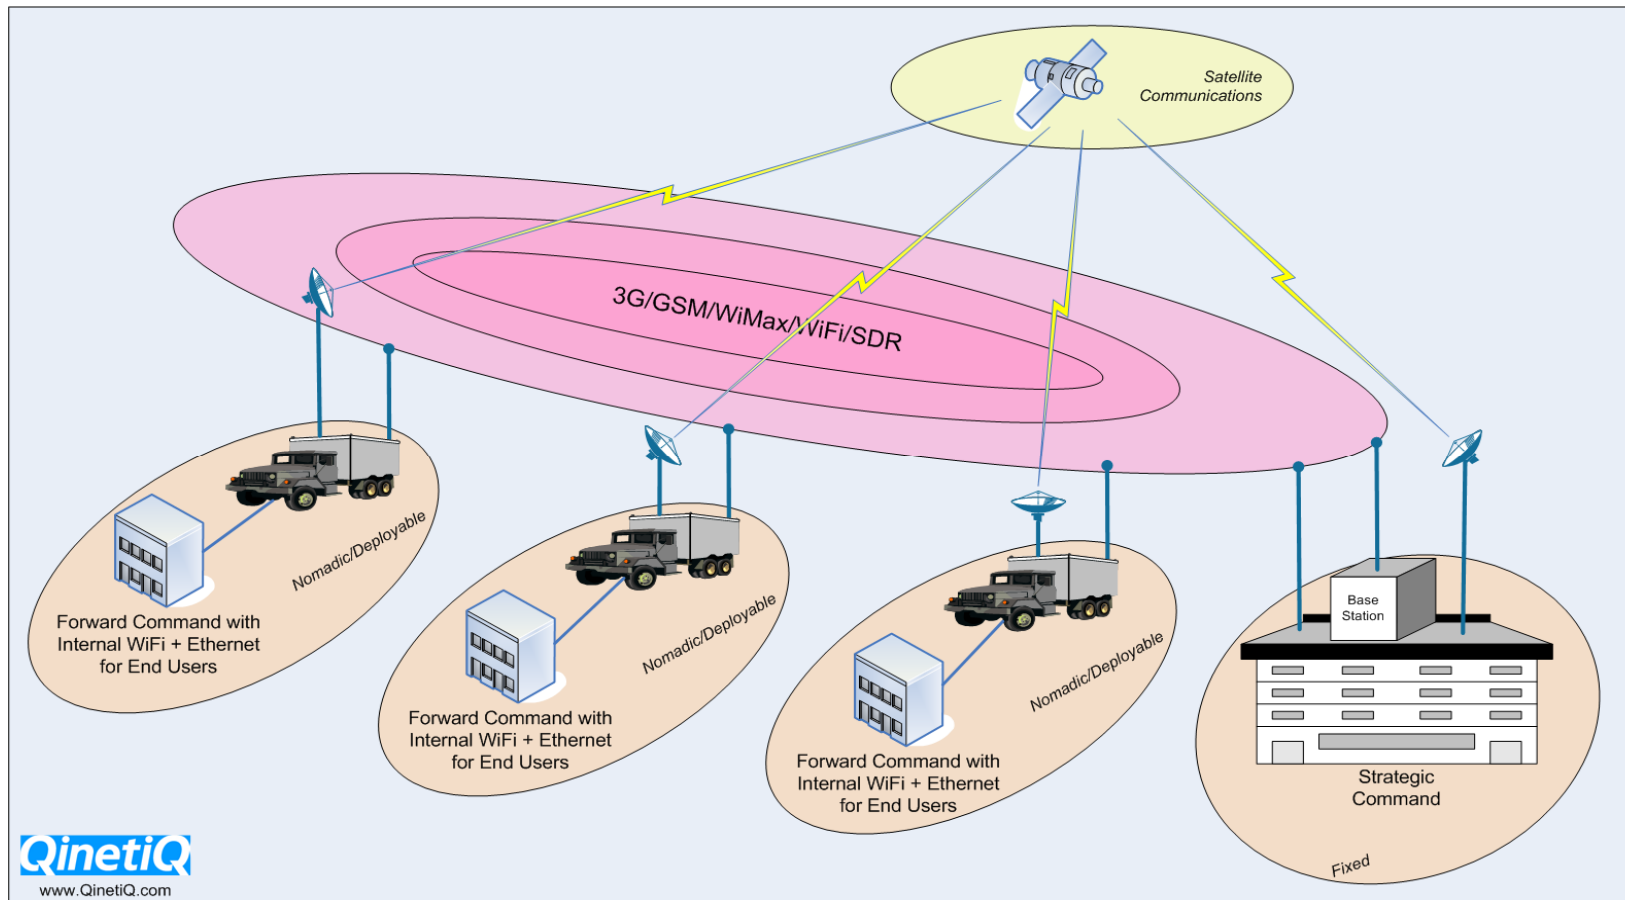 Satellite
Communications
3G/GSM/WiMax/WiFi/SDR
Nomadic/Deployable
Forward Command with
Internal WiFi + Ethernet
for End Users
Nomadic/Deployable
Forward Command with
Internal WiFi + Ethernet
for End Users
Nomadic/Deployable
Forward Command with
Internal WiFi + Ethernet
for End Users
Base
Station
Strategic
Command
Fixed
QinetiQ
www.QinetiQ.com